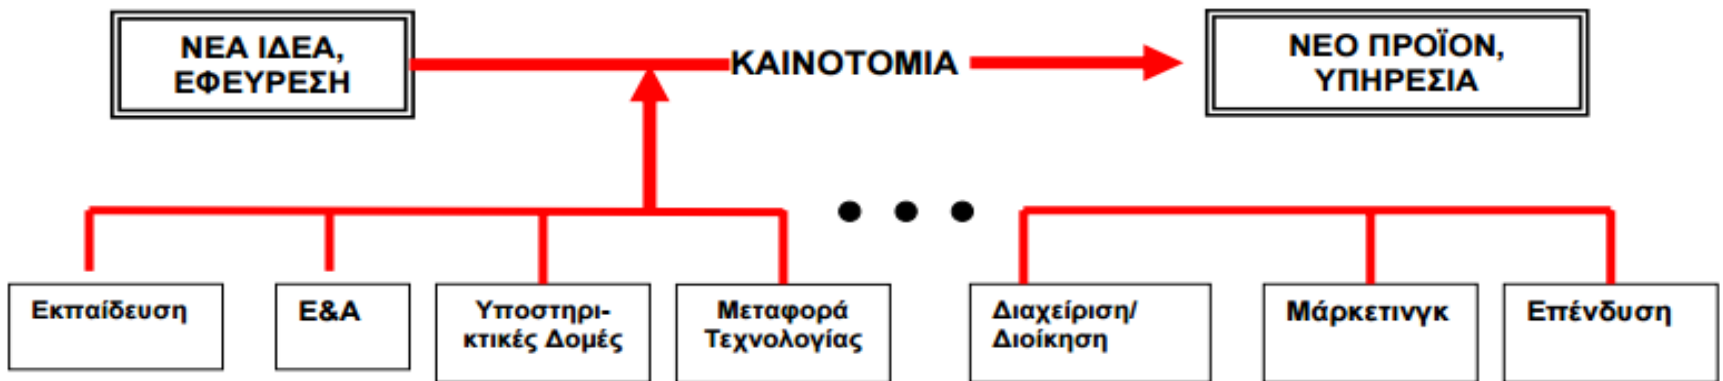 ΝΕΑ ΙΔΕΑ,
ΕΦΕΥΡΕΣΗ
ΚΑΙΝΟΤΟΜΙΑ
ΝΕΟ ΠΡΟΪΟΝ,
ΥΠΗΡΕΣΙΑ
Εκπαίδευση
Ε&Α
Υποστηρι-
κτικές Δομές
Μεταφορά
Τεχνολογίας
Διαχείριση/
Διοίκηση
Μάρκετινγκ
Επένδυση